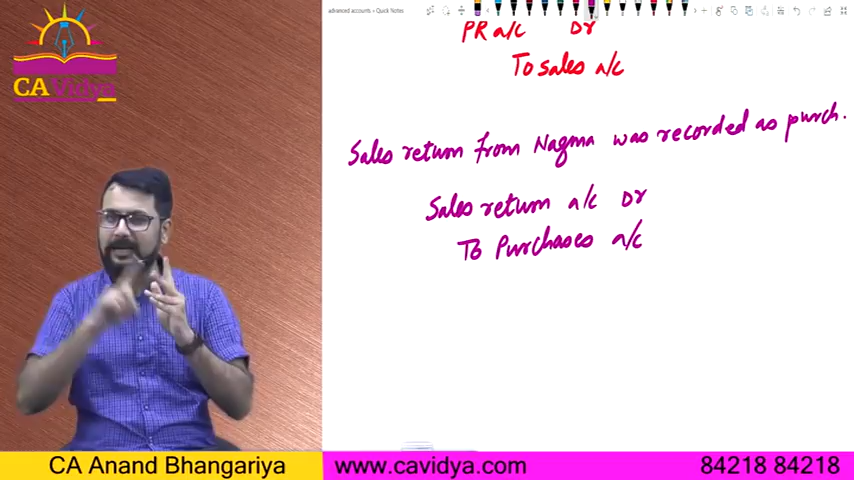 advanced accounts » Quick Notes
PR a/c Dr
To sales a/c
CA Vidya
Sales return from Nagma was recorded as purch.
Sales return a/c Dr
To Purchases a/c
CA Anand Bhangariya
www.cavidya.com
84218 84218